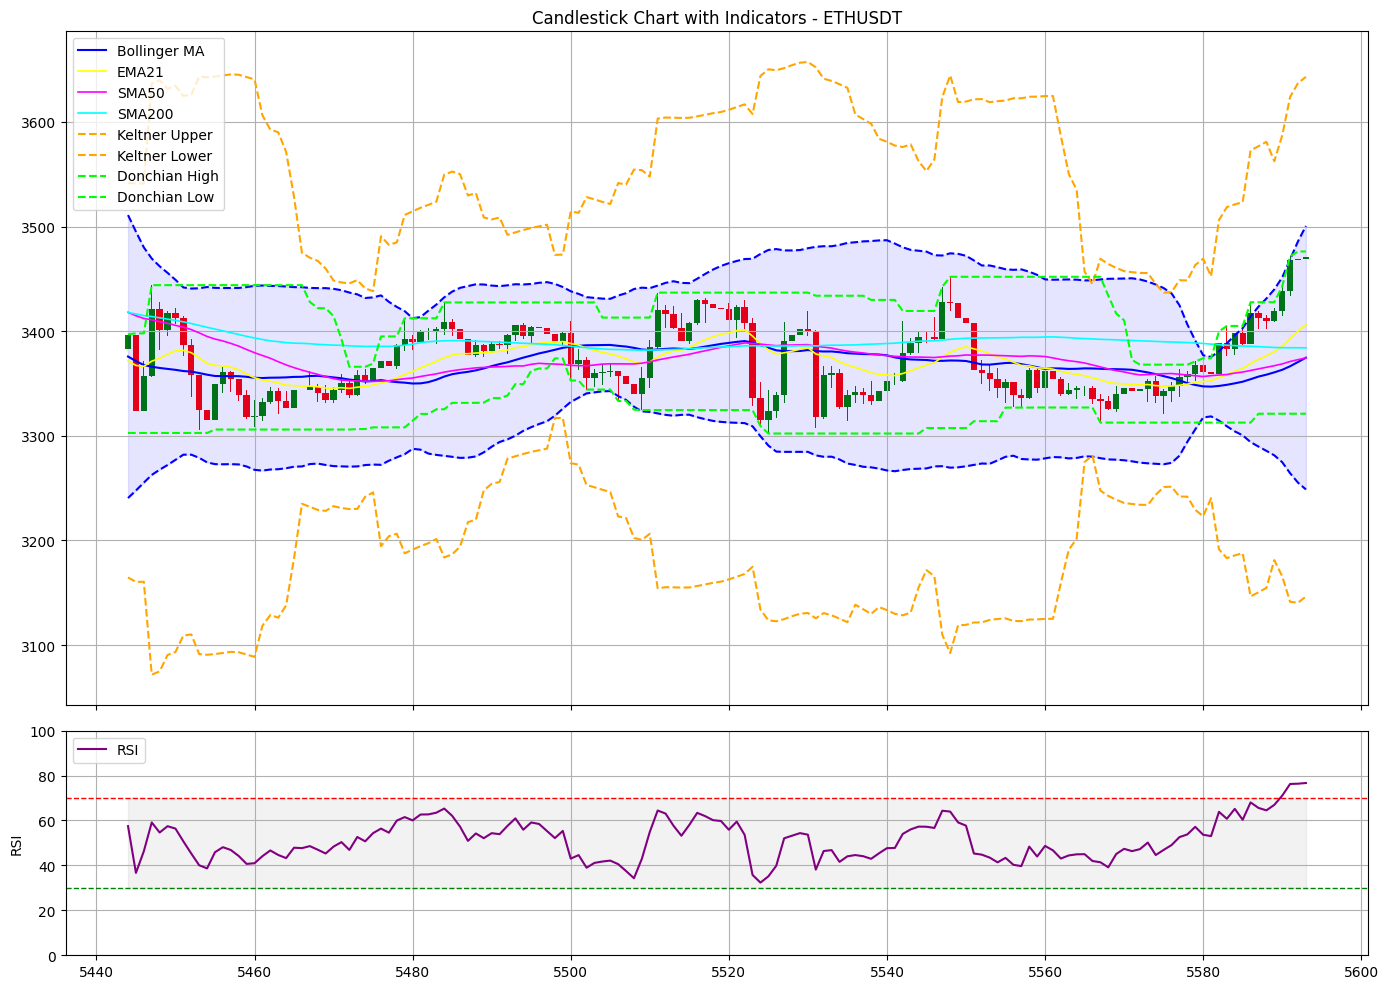 Candlestick Chart with Indicators - ETHUSDT
Bollinger MA
EMA21
SMA50
SMA200
Keltner Upper
Keltner Lower
Donchian High
Donchian Low
3600
3500
3400
3300
3200
3100
RSI
100
80
60
40
20
0
RSI
5440
5460
5480
5500
5520
5540
5560
5580
5600